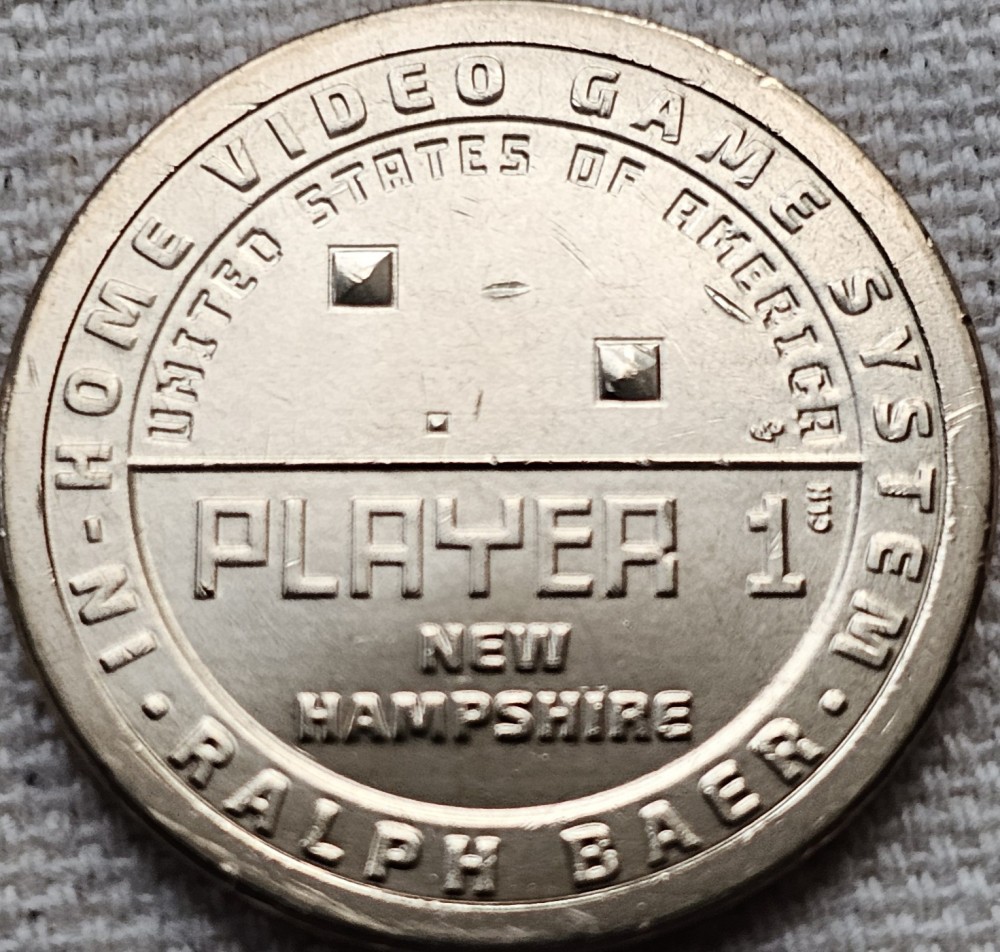 IN-HOME VIDEO GAME SYSTEM
UNITED STATES OF AMERICA
PLAYER 1
NEW
HAMPSHIRE
• RALPH BAER •